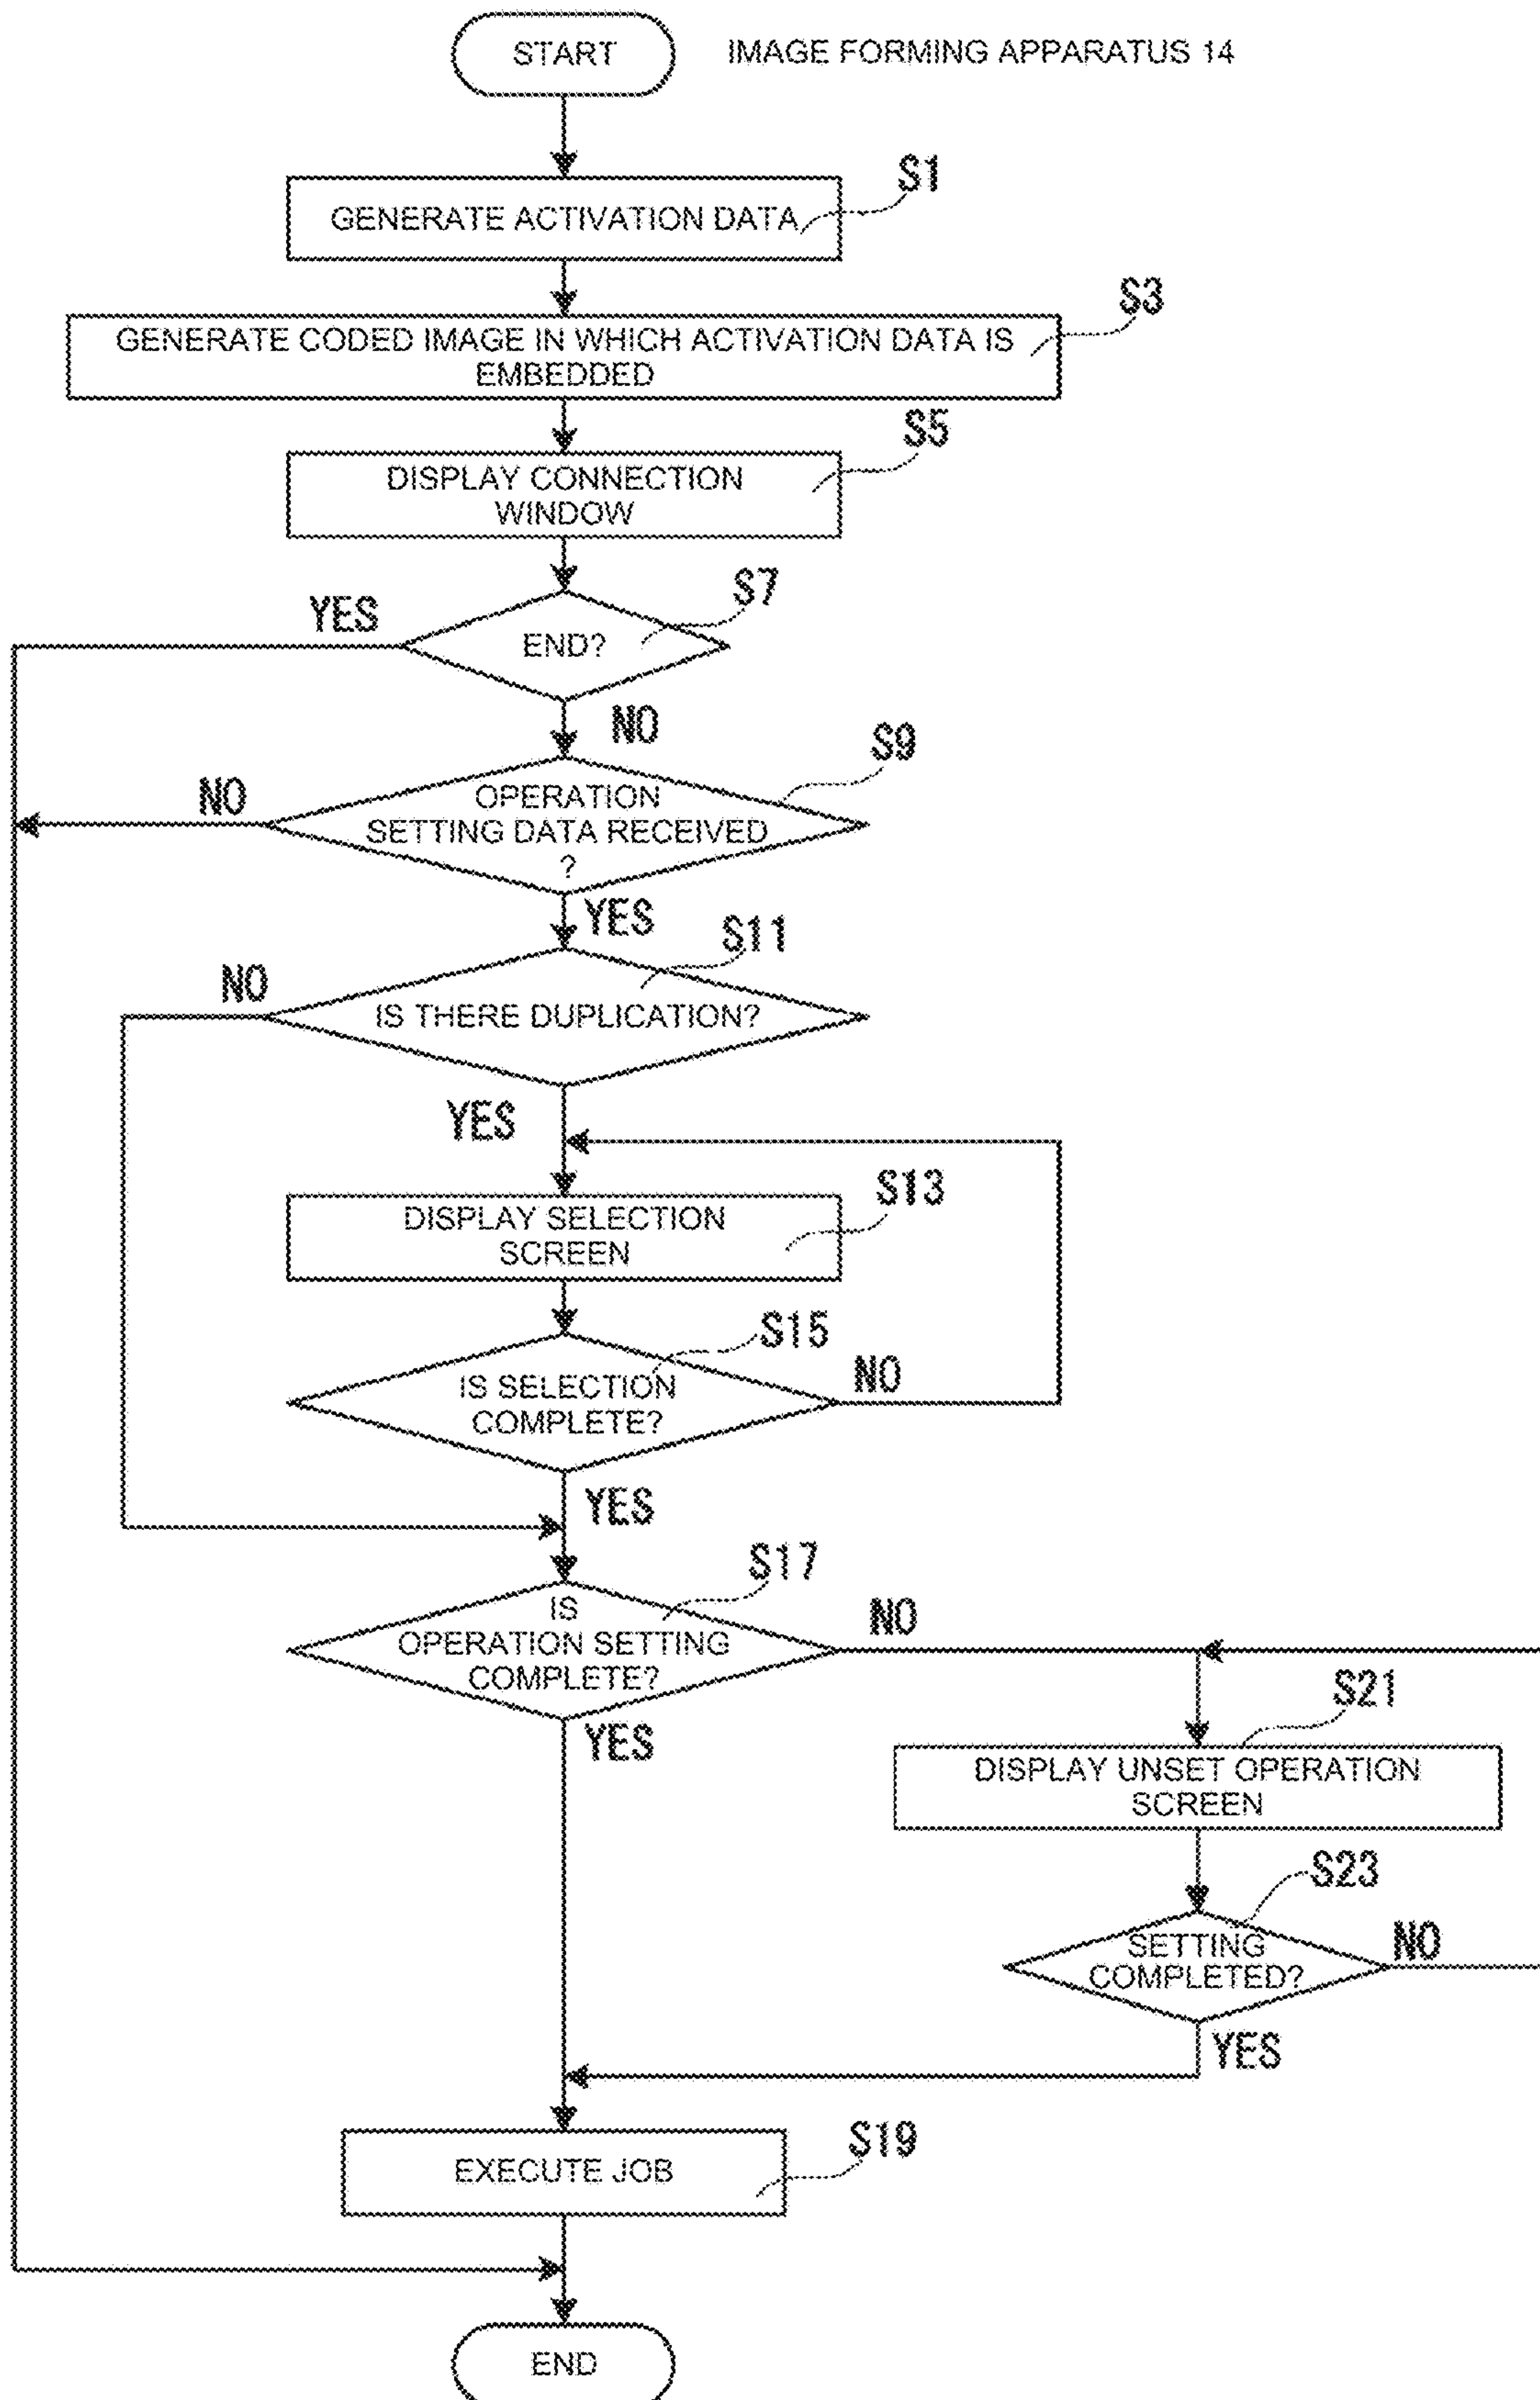 START
IMAGE FORMING APPARATUS 14
S1
GENERATE ACTIVATION DATA
S3
GENERATE CODED IMAGE IN WHICH ACTIVATION DATA IS
EMBEDDED
S5
DISPLAY CONNECTION
WINDOW
S7
YES
END?
NO
S9
NO
OPERATION
SETTING DATA RECEIVED
?
YES
S11
NO
IS THERE DUPLICATION?
YES
S13
DISPLAY SELECTION
SCREEN
S15
IS SELECTION
COMPLETE?
NO
YES
S17
IS
OPERATION SETTING
COMPLETE?
NO
YES
S21
DISPLAY UNSET OPERATION
SCREEN
S23
SETTING
COMPLETED?
NO
YES
S19
EXECUTE JOB
END